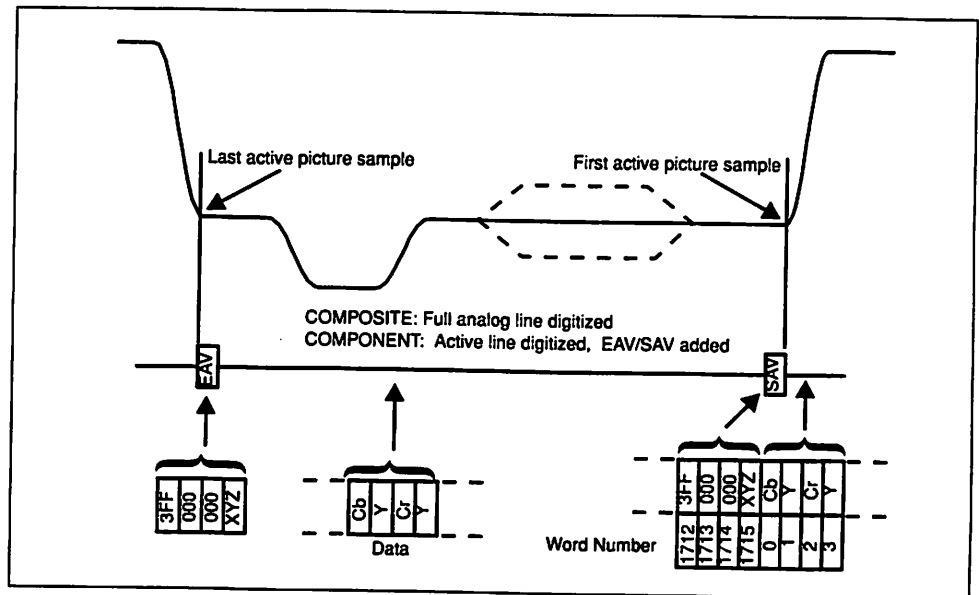 Last active picture sample
First active picture sample
COMPOSITE: Full analog line digitized
COMPONENT: Active line digitized, EAV/SAV added
EAV
SAV
3FF 000 000 XYZ
Cb Y Cr Y
Data
3FF 000 000 XYZ Cb Y Cr Y
Word Number 1712 1713 1714 1715 0 1 2 3